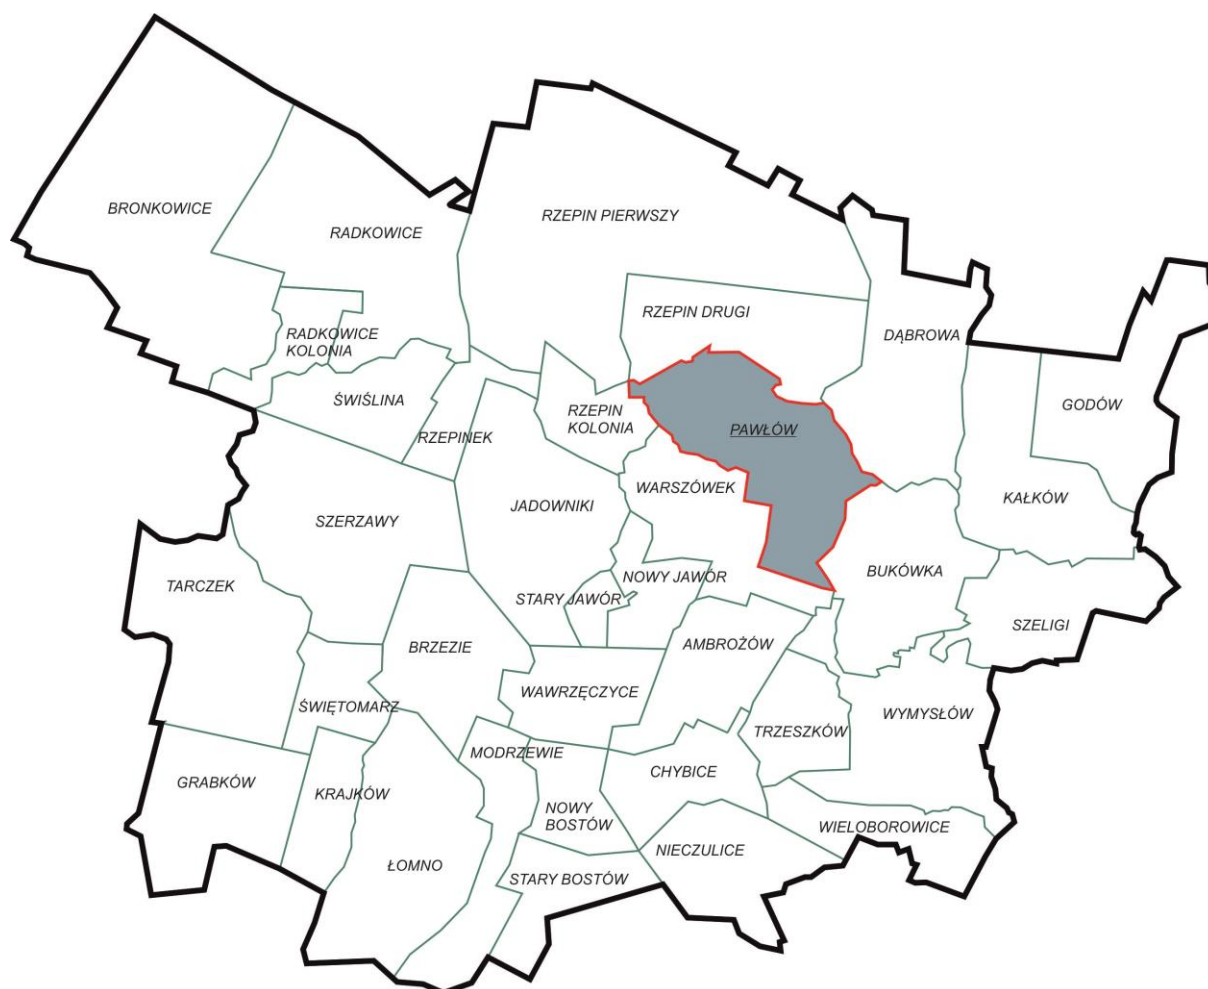 BRONKOWICE
RADKOWICE
RZEPIN PIERWSZY
RZEPIN DRUGI
DĄBROWA
RADKOWICE
KOLONIA
ŚWIŚLINA
RZEPINEK
RZEPIN
KOLONIA
PAWŁÓW
GODÓW
WARSZÓWEK
KAŁKÓW
SZERZAWY
JADOWNIKI
TARCZEK
STARY JAWÓR
NOWY JAWÓR
BUKÓWKA
SZELIGI
BRZEZIE
AMBROŻÓW
WAWRZĘCZYCE
ŚWIĘTOMARZ
TRZESZKÓW
WYMYSŁÓW
GRABKÓW
KRAJKÓW
MODRZEWIE
CHYBICE
NOWY
BOSTÓW
WIELOBOROWICE
NIECZULICE
ŁOMNO
STARY BOSTÓW